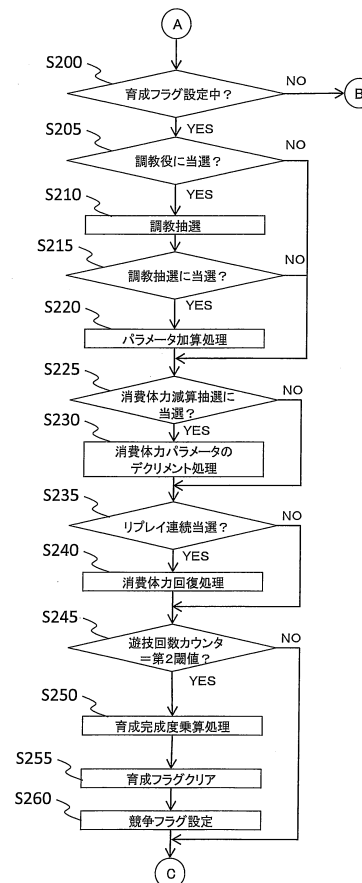 A
S200
育成フラグ設定中?
NO
B
YES
S205
調教役に当選?
NO
YES
S210
調教抽選
S215
調教抽選に当選?
NO
YES
S220
パラメータ加算処理
S225
消費体力減算抽選に
当選?
NO
YES
S230
消費体力パラメータの
デクリメント処理
S235
リプレイ連続当選?
NO
YES
S240
消費体力回復処理
S245
遊技回数カウンタ
=第2閾値?
NO
YES
S250
育成完成度乗算処理
S255
育成フラグクリア
S260
競争フラグ設定
C